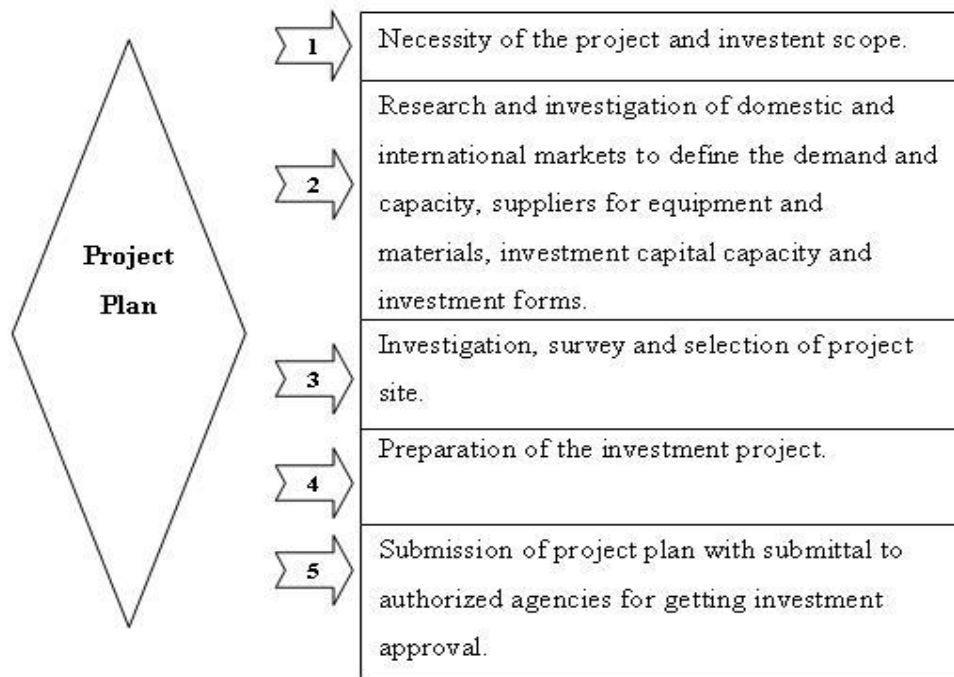 Project
Plan
1
Necessity of the project and investent scope.
2
Research and investigation of domestic and
international markets to define the demand and
capacity, suppliers for equipment and
materials, investment capital capacity and
investment forms.
3
Investigation, survey and selection of project
site.
4
Preparation of the investment project.
5
Submission of project plan with submittal to
authorized agencies for getting investment
approval.